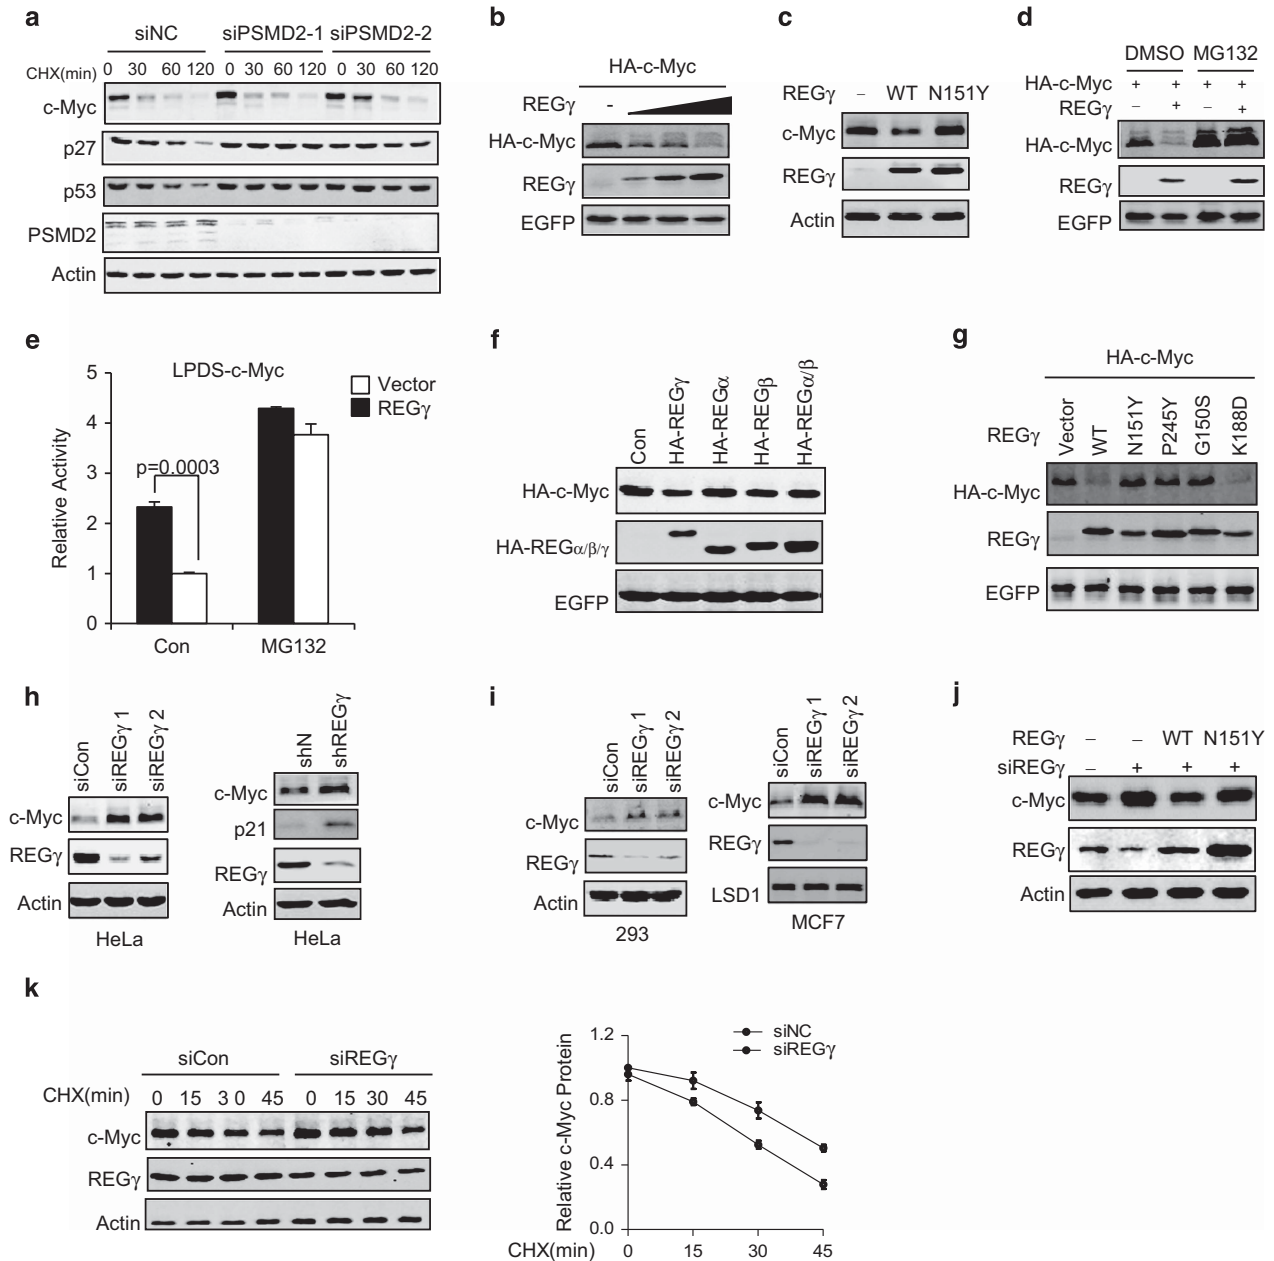 a
siNC siPSMD2-1 siPSMD2-2
CHX(min) 0 30 60 120 0 30 60 120 0 30 60 120
c-Myc
p27
p53
PSMD2
Actin
b
HA-c-Myc
REGγ -
HA-c-Myc
REGγ
EGFP
c
REGγ – WT N151Y
c-Myc
REGγ
Actin
d
DMSO MG132
HA-c-Myc + + + +
REGγ – + – +
HA-c-Myc
REGγ
EGFP
e
LPDS-c-Myc
Vector
REGγ
p=0.0003
Relative Activity
5
4
3
2
1
0
Con MG132
f
Con HA-REGγ HA-REGα HA-REGβ HA-REGα/β
HA-c-Myc
HA-REGα/β/γ
EGFP
g
HA-c-Myc
REGγ Vector WT N151Y P245Y G150S K188D
HA-c-Myc
REGγ
EGFP
h
siCon siREGγ 1 siREGγ 2
c-Myc
REGγ
Actin
HeLa
shN shREGγ
c-Myc
p21
REGγ
Actin
HeLa
i
siCon siREGγ 1 siREGγ 2
c-Myc
REGγ
Actin
293
siCon siREGγ 1 siREGγ 2
c-Myc
REGγ
LSD1
MCF7
j
REGγ – – WT N151Y
siREGγ – + + +
c-Myc
REGγ
Actin
k
siCon siREGγ
CHX(min) 0 15 3 0 45 0 15 30 45
c-Myc
REGγ
Actin
siNC
siREGγ
Relative c-Myc Protein
1.2
0.8
0.4
0.0
CHX(min) 0 15 30 45